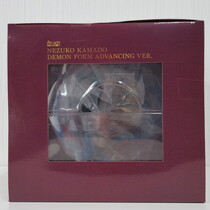 NEZUKO KAMADO
DEMON FORM ADVANCING VER.